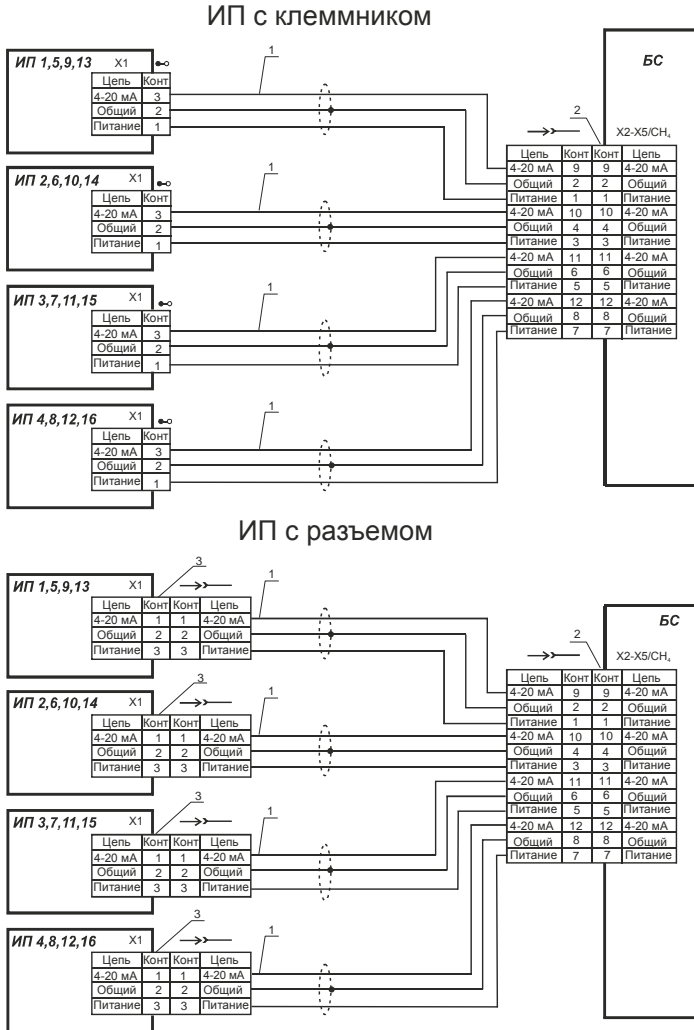 ИП с клеммником
ИП 1,5,9,13 X1
Цепь Конт
4-20 мА 3
Общий 2
Питание 1
1
ИП 2,6,10,14 X1
Цепь Конт
4-20 мА 3
Общий 2
Питание 1
1
ИП 3,7,11,15 X1
Цепь Конт
4-20 мА 3
Общий 2
Питание 1
1
ИП 4,8,12,16 X1
Цепь Конт
4-20 мА 3
Общий 2
Питание 1
1
БС
2
X2-X5/CH₄
Цепь Конт Конт Цепь
4-20 мА 9 9 4-20 мА
Общий 2 2 Общий
Питание 1 1 Питание
4-20 мА 10 10 4-20 мА
Общий 4 4 Общий
Питание 3 3 Питание
4-20 мА 11 11 4-20 мА
Общий 6 6 Общий
Питание 5 5 Питание
4-20 мА 12 12 4-20 мА
Общий 8 8 Общий
Питание 7 7 Питание
ИП с разъемом
ИП 1,5,9,13 X1
3
Цепь Конт Конт Цепь
4-20 мА 1 1 4-20 мА
Общий 2 2 Общий
Питание 3 3 Питание
1
ИП 2,6,10,14 X1
3
Цепь Конт Конт Цепь
4-20 мА 1 1 4-20 мА
Общий 2 2 Общий
Питание 3 3 Питание
1
ИП 3,7,11,15 X1
3
Цепь Конт Конт Цепь
4-20 мА 1 1 4-20 мА
Общий 2 2 Общий
Питание 3 3 Питание
1
ИП 4,8,12,16 X1
3
Цепь Конт Конт Цепь
4-20 мА 1 1 4-20 мА
Общий 2 2 Общий
Питание 3 3 Питание
1
БС
2
X2-X5/CH₄
Цепь Конт Конт Цепь
4-20 мА 9 9 4-20 мА
Общий 2 2 Общий
Питание 1 1 Питание
4-20 мА 10 10 4-20 мА
Общий 4 4 Общий
Питание 3 3 Питание
4-20 мА 11 11 4-20 мА
Общий 6 6 Общий
Питание 5 5 Питание
4-20 мА 12 12 4-20 мА
Общий 8 8 Общий
Питание 7 7 Питание